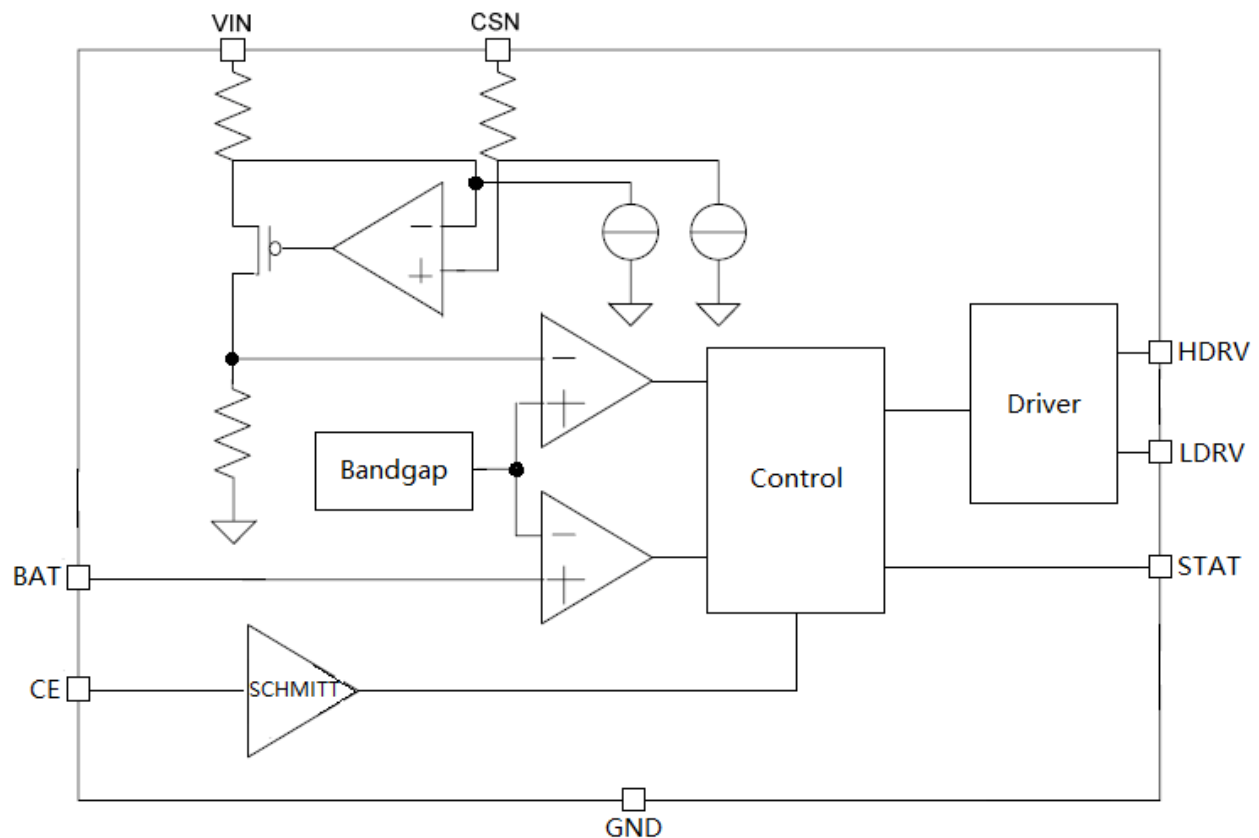 VIN
CSN
HDRV
Driver
LDRV
Bandgap
Control
BAT
STAT
CE
SCHMITT
GND